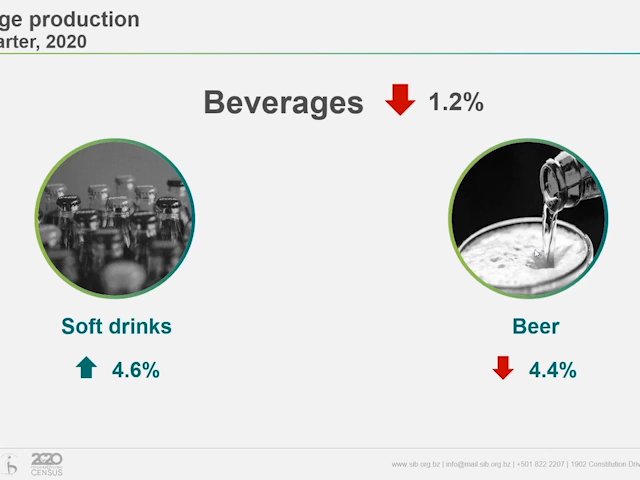 ge production
arter, 2020
Beverages 1.2%
Soft drinks
Beer
4.6%
4.4%
2020
CENSUS
www.sib.org.bz | info@mail.sib.org.bz | +501 822 2207 | 1902 Constitution Driv